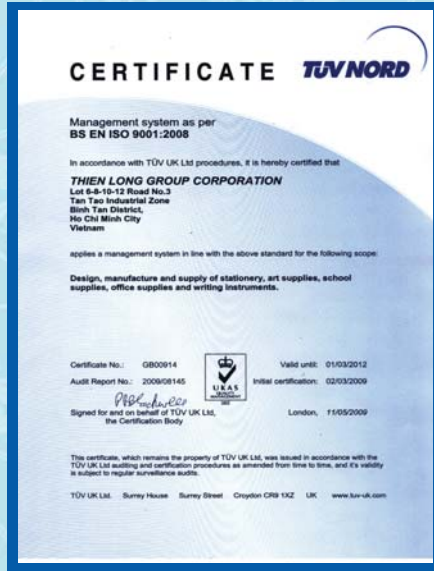 CERTIFICATE
TÜV NORD
Management system as per
BS EN ISO 9001:2008
In accordance with TÜV UK Ltd procedures, it is hereby certified that
THIEN LONG GROUP CORPORATION
Lot 6-8-10-12 Road No.3
Tan Tao Industrial Zone
Binh Tan District,
Ho Chi Minh City
Vietnam
applies a management system in line with the above standard for the following scope:
Design, manufacture and supply of stationery, art supplies, school
supplies, office supplies and writing instruments.
Certificate No.: GB00914
Valid until: 01/03/2012
Audit Report No.: 2009/08145
Initial certification: 02/03/2009
UKAS
QUALITY
MANAGEMENT
Signed for and on behalf of TÜV UK Ltd,
the Certification Body
London, 11/05/2009
This certificate, which remains the property of TÜV UK Ltd, was issued in accordance with the
TÜV UK Ltd auditing and certification procedures as amended from time to time, and it's validity
is subject to regular surveillance audits.
TÜV UK Ltd. Surrey House Surrey Street Croydon CR9 1XZ UK www.tuv-uk.com